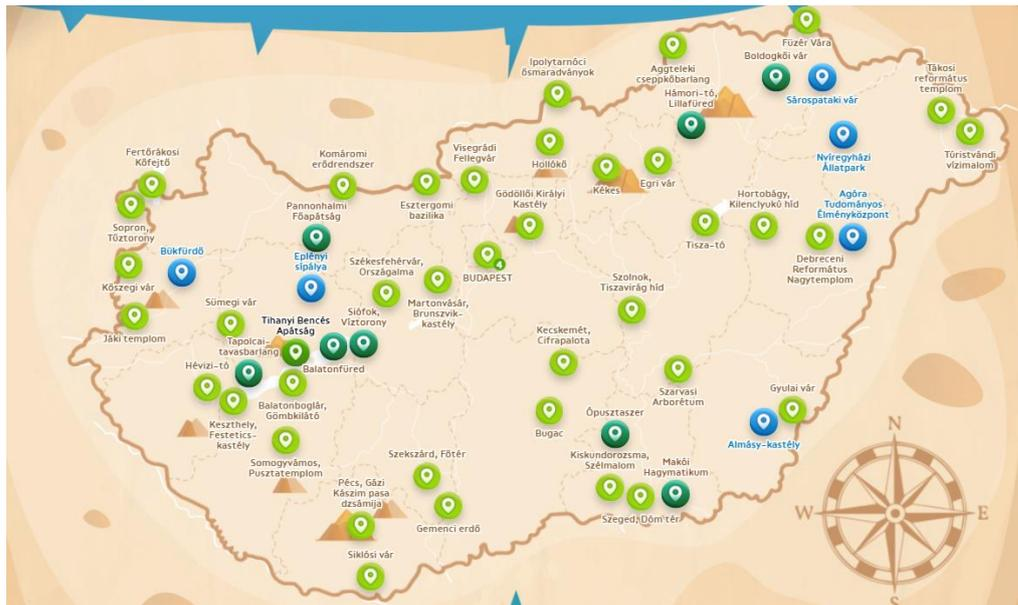 Füzér Vára
Boldogkői vár
Aggteleki
cseppkőbarlang
Ipolytarnóci
ősmaradványok
Hámori-tó,
Lillafüred
Sárospataki vár
Tákosi
református
templom
Túristvándi
vízimalom
Nyíregyházi
Állatpark
Fertőrákosi
Kőfejtő
Komáromi
erődrendszer
Visegrádi
Fellegvár
Hollókő
Kékes
Egri vár
Sopron,
Tűztorony
Pannonhalmi
Főapátság
Esztergomi
bazilika
Gödöllői Királyi
Kastély
Hortobágy,
Kilenclyukú híd
Agóra
Tudományos
Élményközpont
Tisza-tó
Debreceni
Református
Nagytemplom
Bükfürdő
Eplényi
sípálya
Székesfehérvár,
Országalma
BUDAPEST
4
Kőszegi vár
Sümegi vár
Martonvásár,
Brunszvik-
kastély
Szolnok,
Tiszavirág híd
Jáki templom
Tihanyi Bencés
Apátság
Siófok,
Víztorony
Tapolcai-
tavasbarlang
Balatonfüred
Kecskemét,
Cifrapalota
Hévízi-tó
Balatonboglár,
Gömbkilátó
Szarvasi
Arborétum
Gyulai vár
Keszthely,
Festetics-
kastély
Bugac
Ópusztaszer
Almásy-kastély
Somogyvámos,
Pusztatemplom
Szekszárd, Főtér
Kiskundorozsma,
Szélmalom
Makói
Hagymatikum
Pécs, Gázi
Kászim pasa
dzsámija
Gemenci erdő
Szeged, Dóm tér
Siklósi vár
N
W
E
S